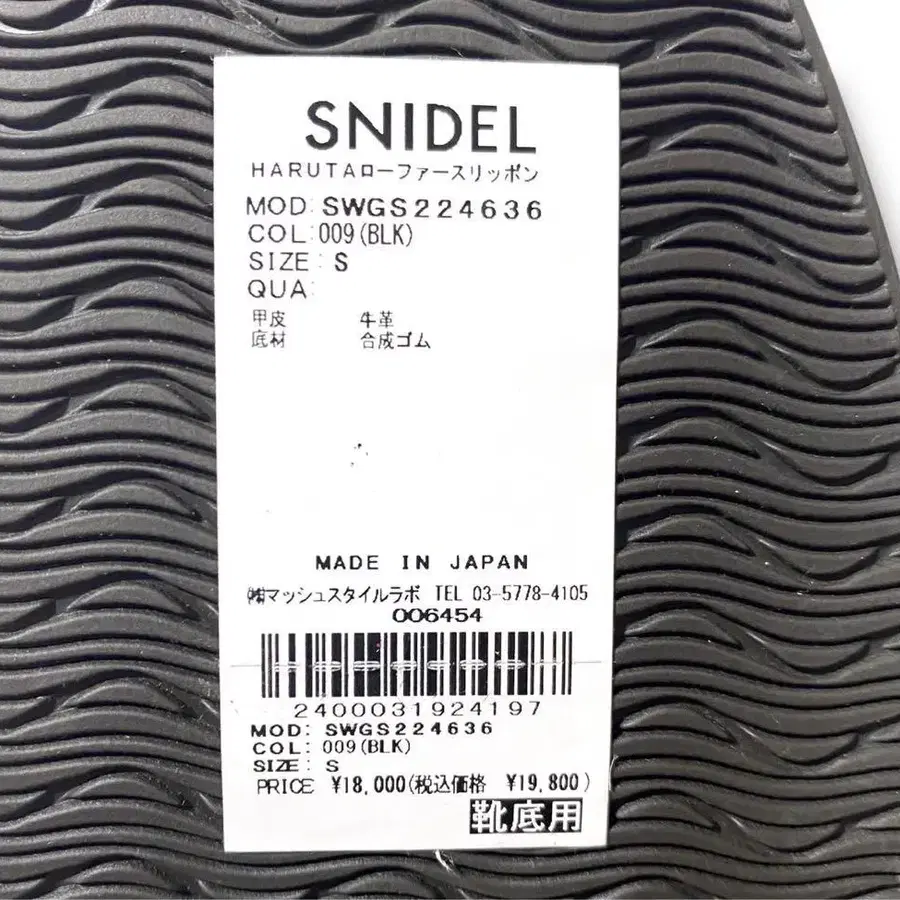 SNIDEL
HARUTAローファースリッポン
MOD: SWGS224636
COL: 009(BLK)
SIZE: S
QUA:
甲皮 牛革
底材 合成ゴム
MADE IN JAPAN
㈱マッシュスタイルラボ TEL 03-5778-4105
006454
2400031924197
MOD: SWGS224636
COL: 009(BLK)
SIZE: S
PRICE ¥18,000(税込価格 ¥19,800)
靴底用